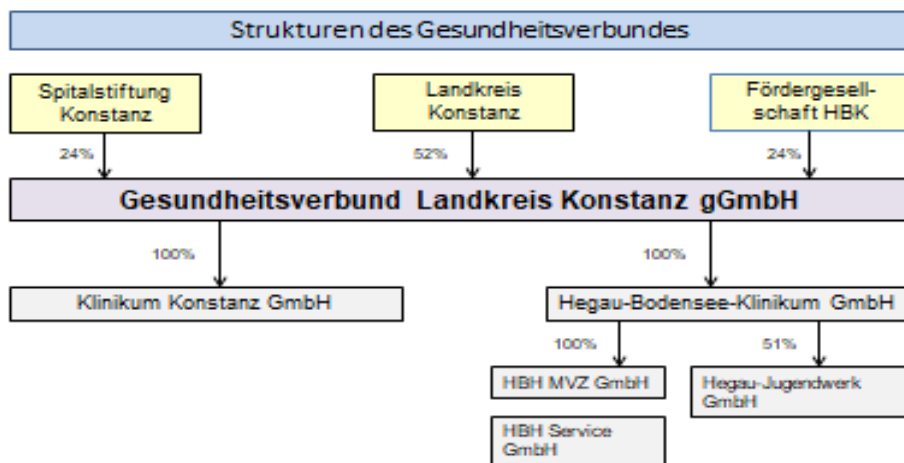 Strukturen des Gesundheitsverbundes
Spitalstiftung
Konstanz
Landkreis
Konstanz
Fördergesell-
schaft HBK
24%
52%
24%
Gesundheitsverbund Landkreis Konstanz gGmbH
100%
100%
Klinikum Konstanz GmbH
Hegau-Bodensee-Klinikum GmbH
100%
51%
HBH MVZ GmbH
Hegau-Jugendwerk
GmbH
HBH Service
GmbH